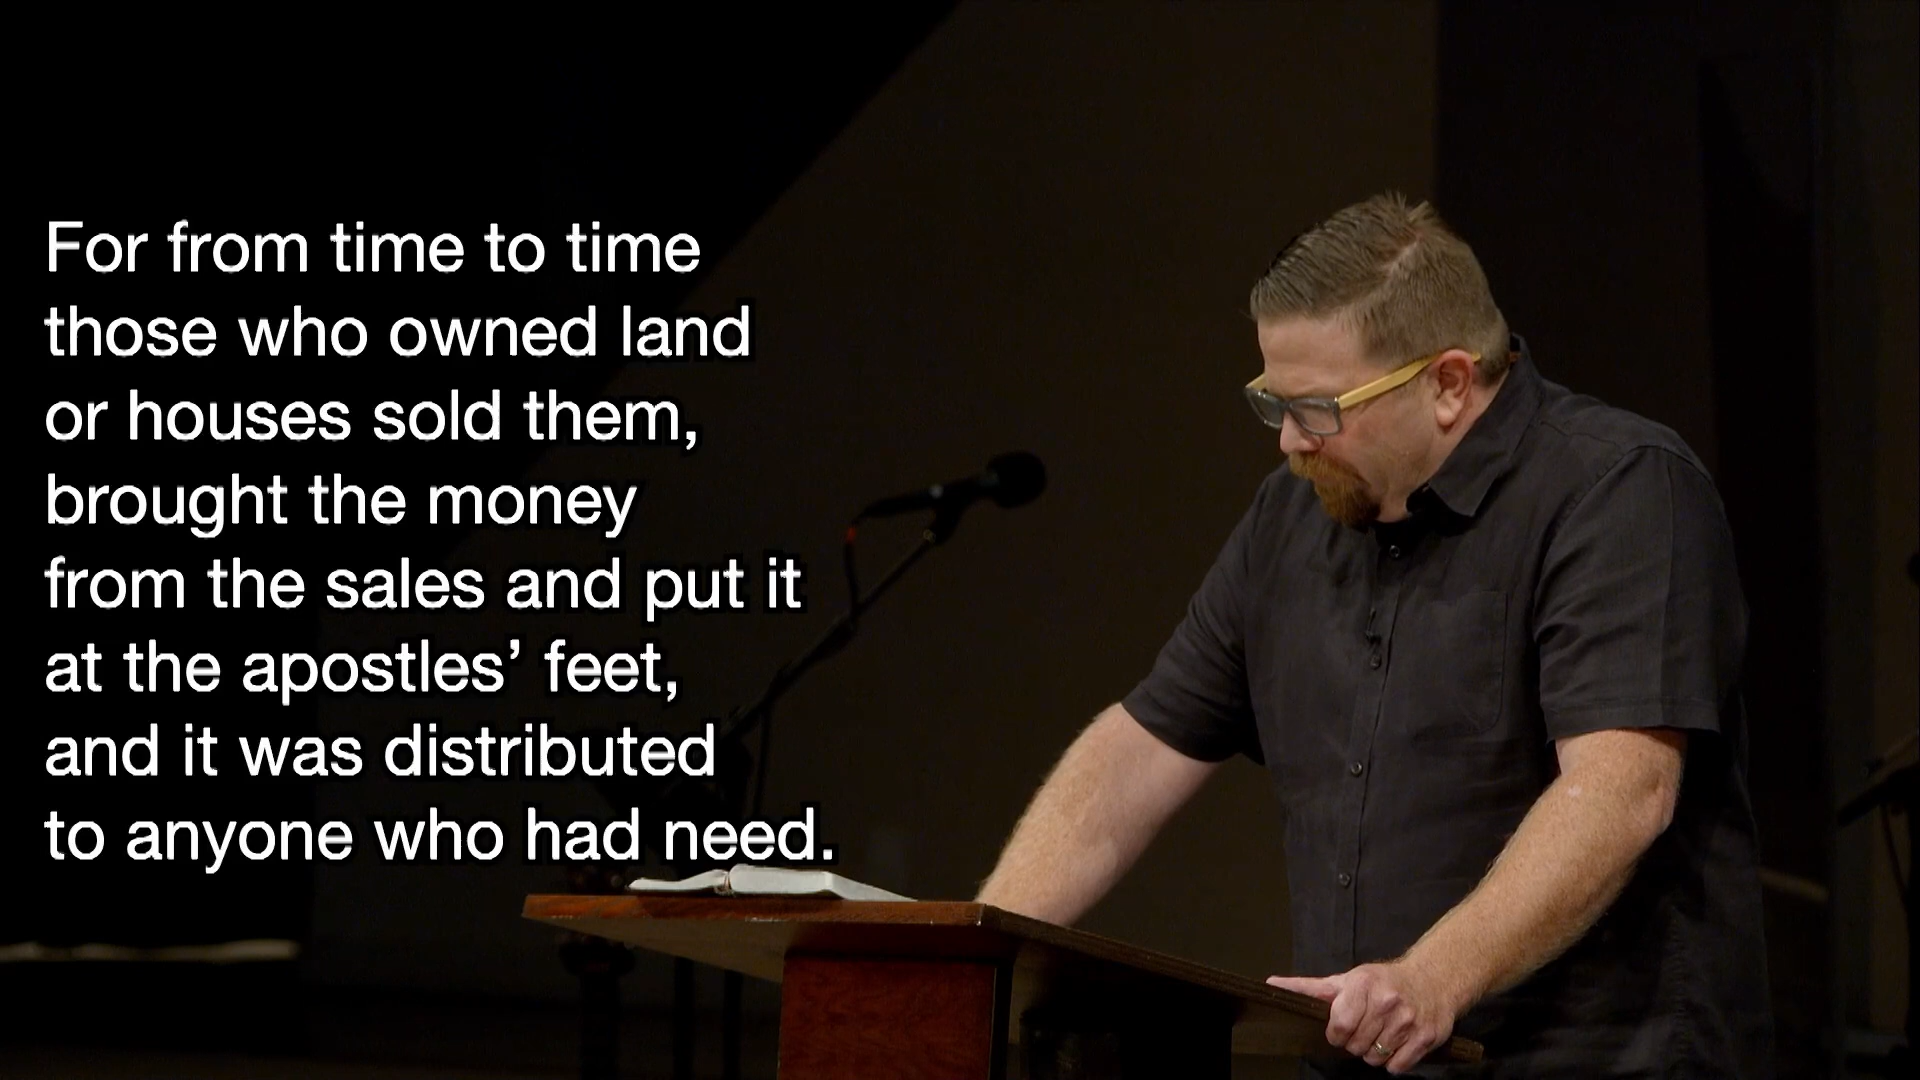 For from time to time
those who owned land
or houses sold them,
brought the money
from the sales and put it
at the apostles’ feet,
and it was distributed
to anyone who had need.